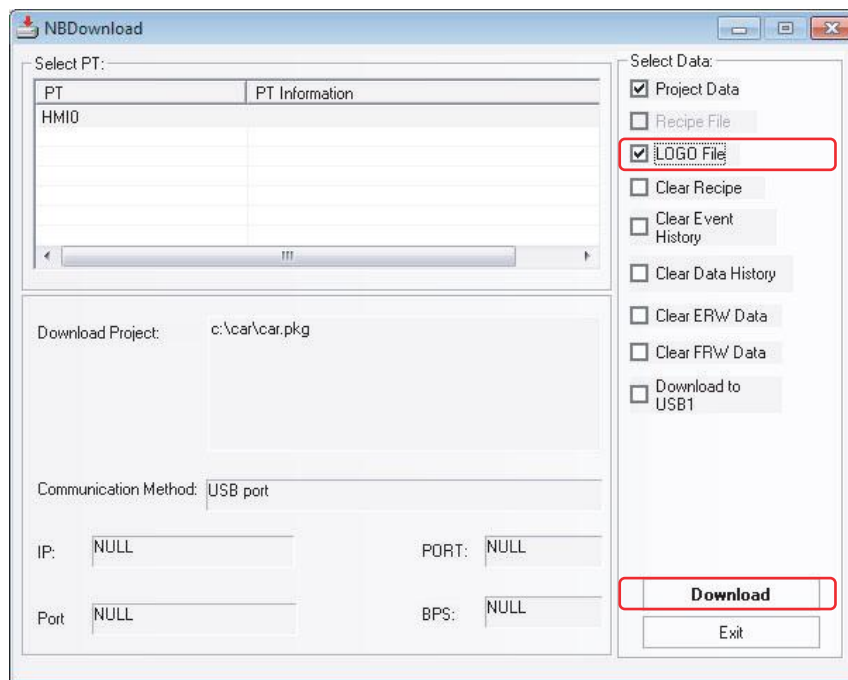 NBDownload
Select PT:
PT PT Information
HMI0
Download Project: c:\car\car.pkg
Communication Method: USB port
IP: NULL PORT: NULL
Port NULL BPS: NULL
Select Data:
Project Data
Recipe File
LOGO File
Clear Recipe
Clear Event
History
Clear Data History
Clear ERW Data
Clear FRW Data
Download to
USB1
Download
Exit